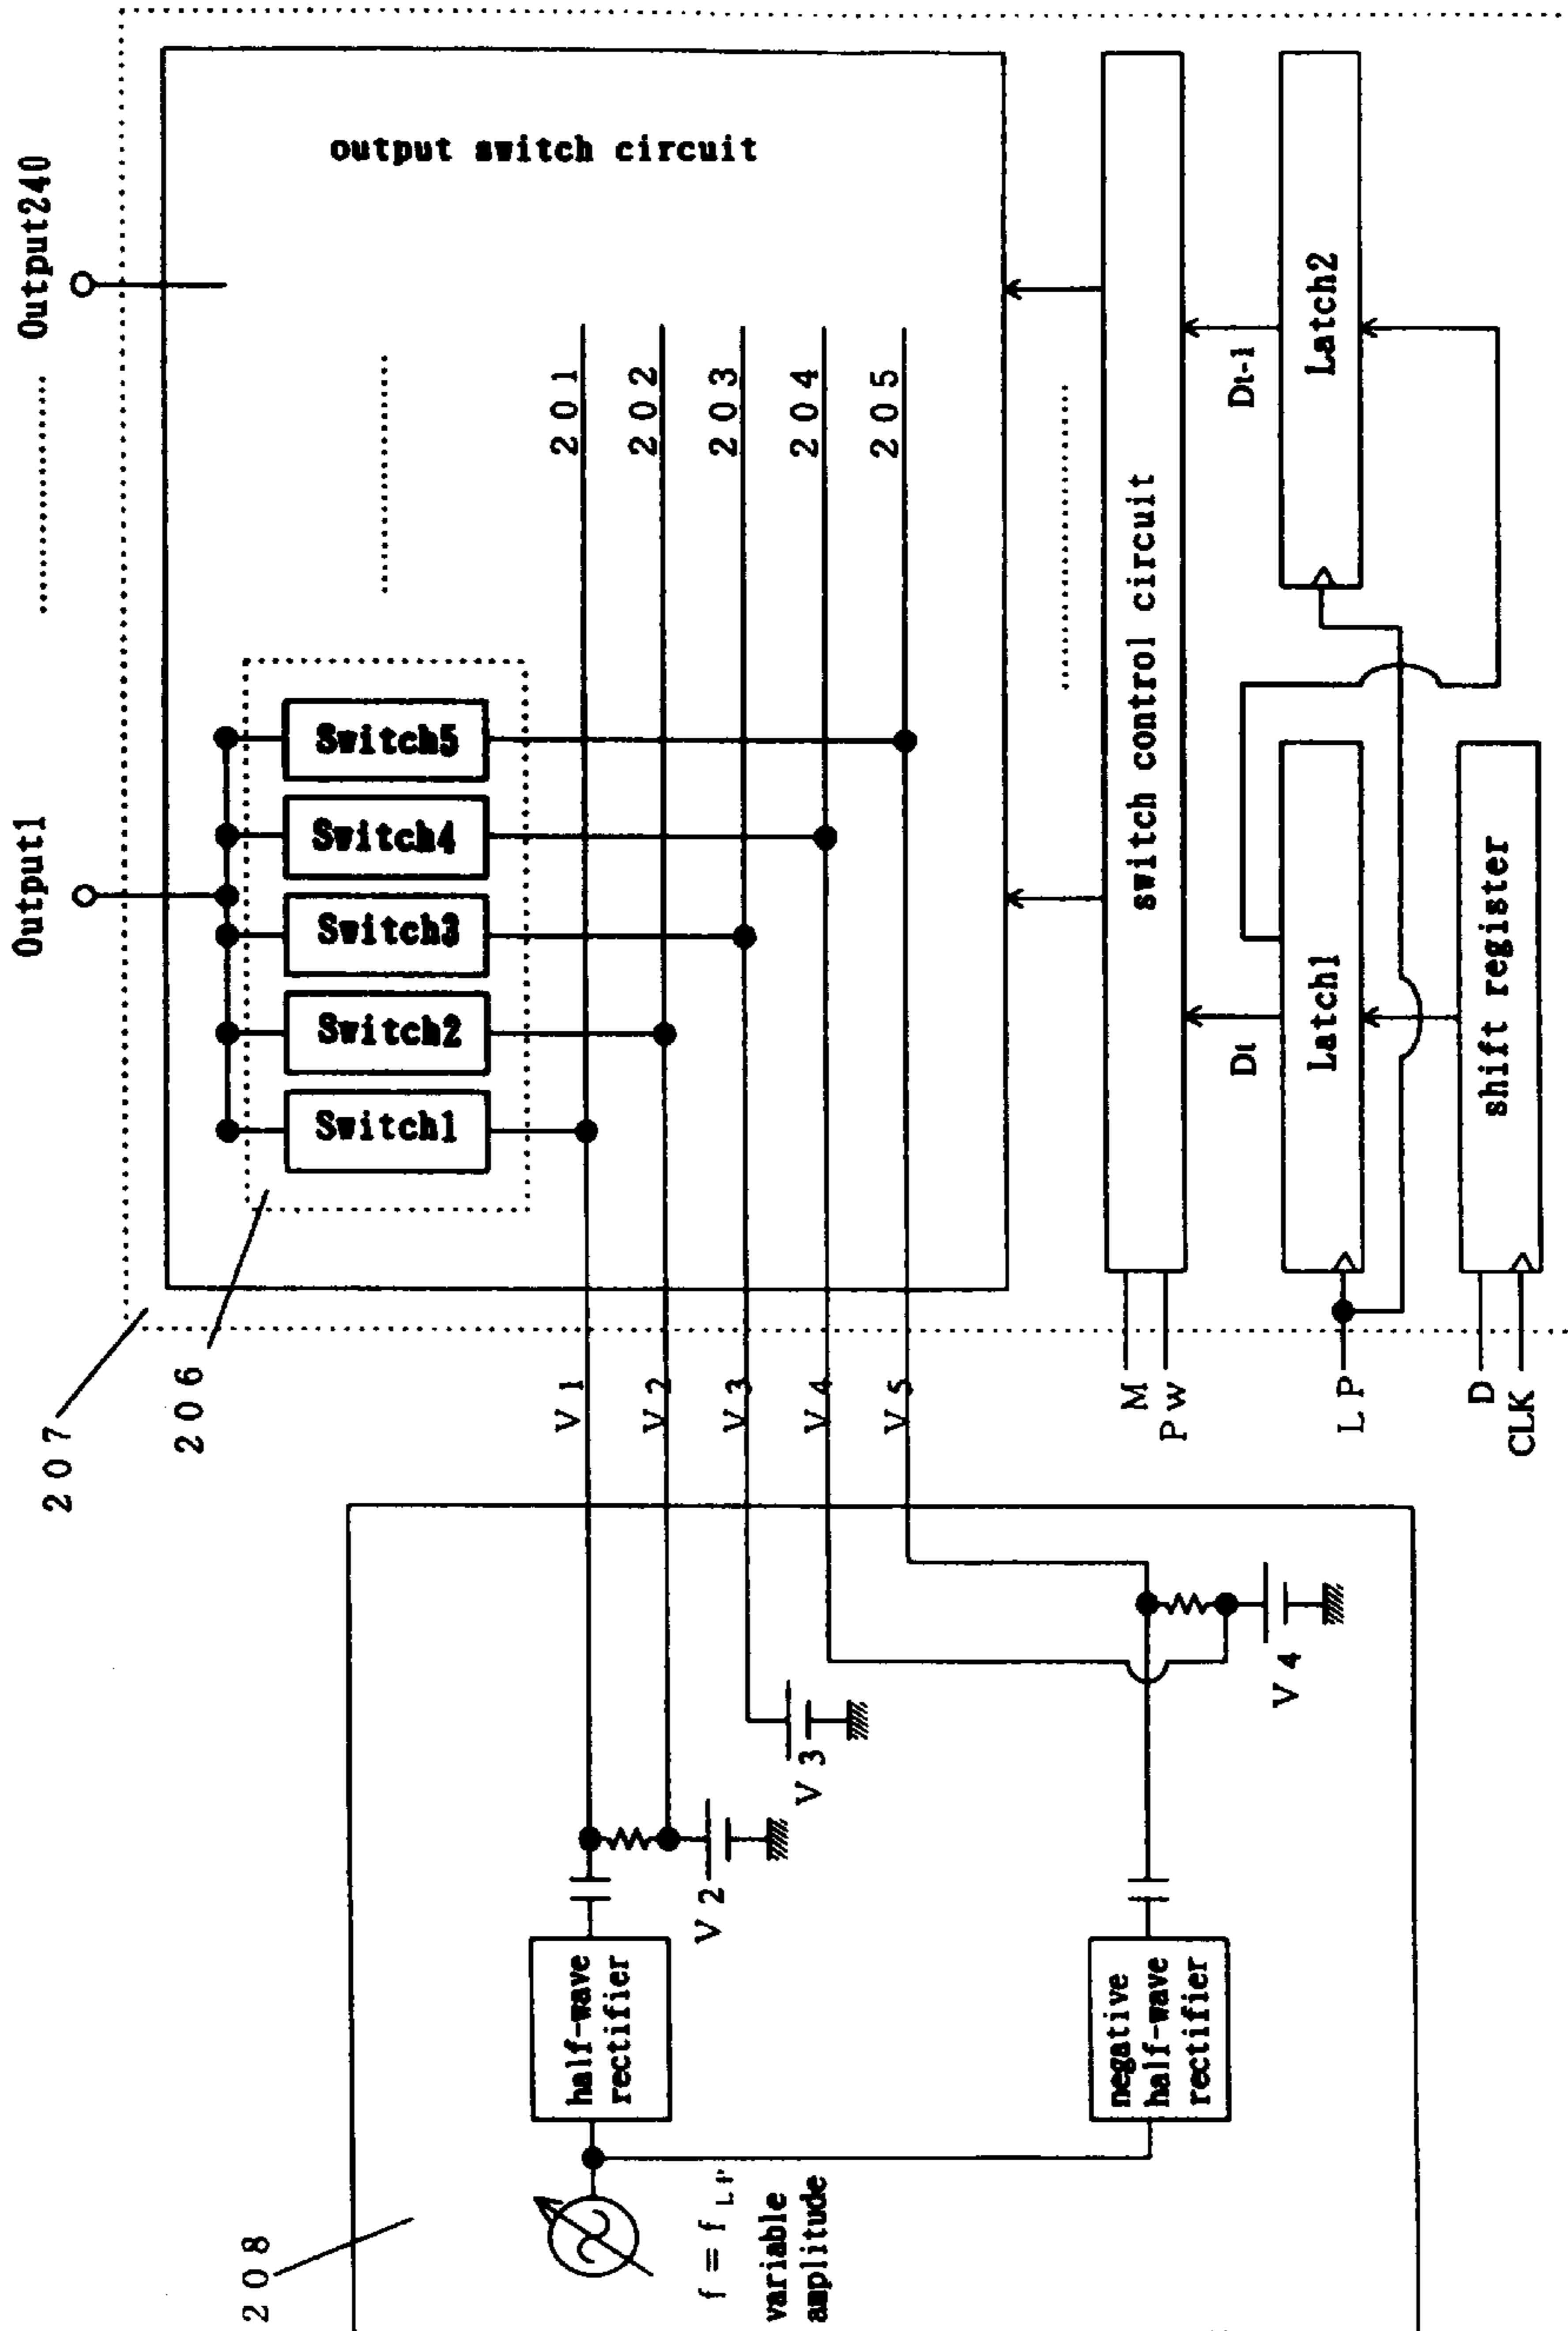 Output1
Output240
207
206
output switch circuit
Switch1
Switch2
Switch3
Switch4
Switch5
201
202
203
204
205
V1
V2
V3
V4
V5
switch control circuit
M
Pw
Dt
Dt-1
Latch1
Latch2
LP
shift register
D
CLK
208
half-wave
rectifier
V2
V3
f=fLP
variable
amplitude
negative
half-wave
rectifier
V4